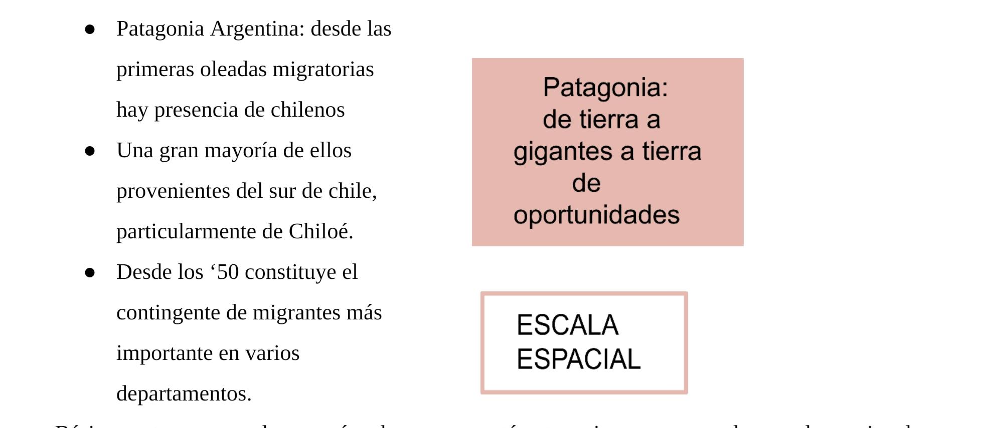 ● Patagonia Argentina: desde las
primeras oleadas migratorias
hay presencia de chilenos
● Una gran mayoría de ellos
provenientes del sur de chile,
particularmente de Chiloé.
● Desde los ‘50 constituye el
contingente de migrantes más
importante en varios
departamentos.
Patagonia:
de tierra a
gigantes a tierra
de
oportunidades
ESCALA
ESPACIAL